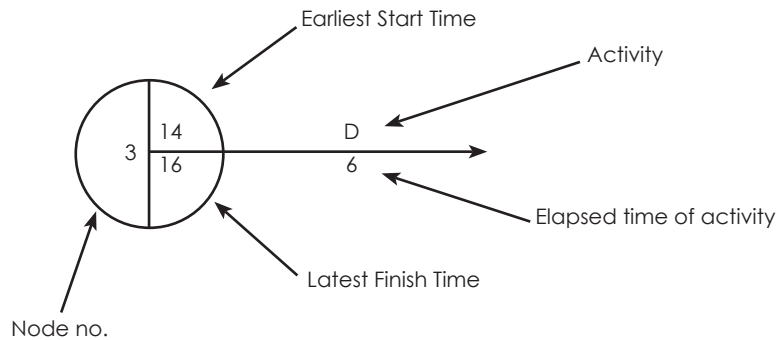 Earliest Start Time
Activity
14
D
3
16
6
Elapsed time of activity
Latest Finish Time
Node no.